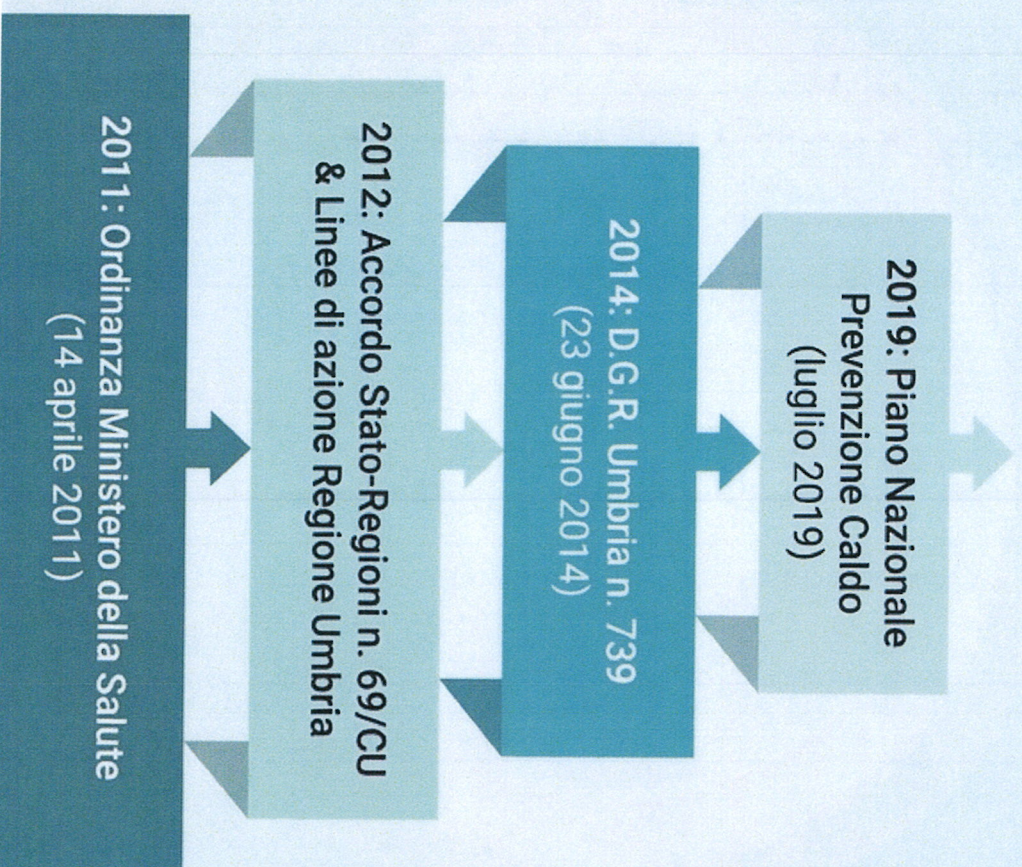 2019: Piano Nazionale
Prevenzione Caldo
(luglio 2019)
2014: D.G.R. Umbria n. 739
(23 giugno 2014)
2012: Accordo Stato-Regioni n. 69/CU
& Linee di azione Regione Umbria
2011: Ordinanza Ministero della Salute
(14 aprile 2011)